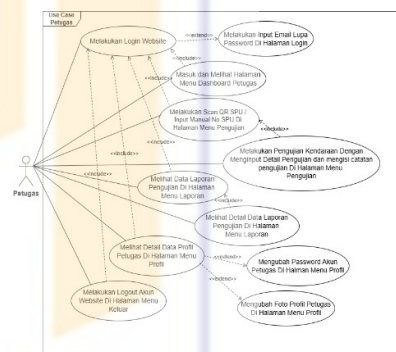 Use Case
Petugas
Melakukan Login Website
<<extend>>
Melakukan Input Email Lupa
Password Di Halaman Login
<<include>>
Masuk dan Melihat Halaman
Menu Dashboard Petugas
<<include>>
Melakukan Scan QR SPU /
Input Manual No.SPU Di
Halaman Menu Pengujian
<<include>>
<<include>>
Melakukan Pengujian Kendaraan Dengan
Menginput Detail Pengujian dan mengisi catatan
pengujian Di Halaman Menu
Pengujian
<<include>>
Petugas
<<include>>
Melihat Data Laporan
Pengujian Di Halaman
Menu Laporan
<<include>>
Melihat Detail Data Laporan
Pengujian Di Halaman
Menu Laporan
Melihat Detail Data Profil
Petugas Di Halaman Menu
Profil
<<extend>>
Mengubah Password Akun
Petugas Di Halman Menu Profil
<<extend>>
Melakukan Logout Akun
Website Di Halaman Menu
Keluar
Mengubah Foto Profil Petugas
Di Halaman Menu Profil